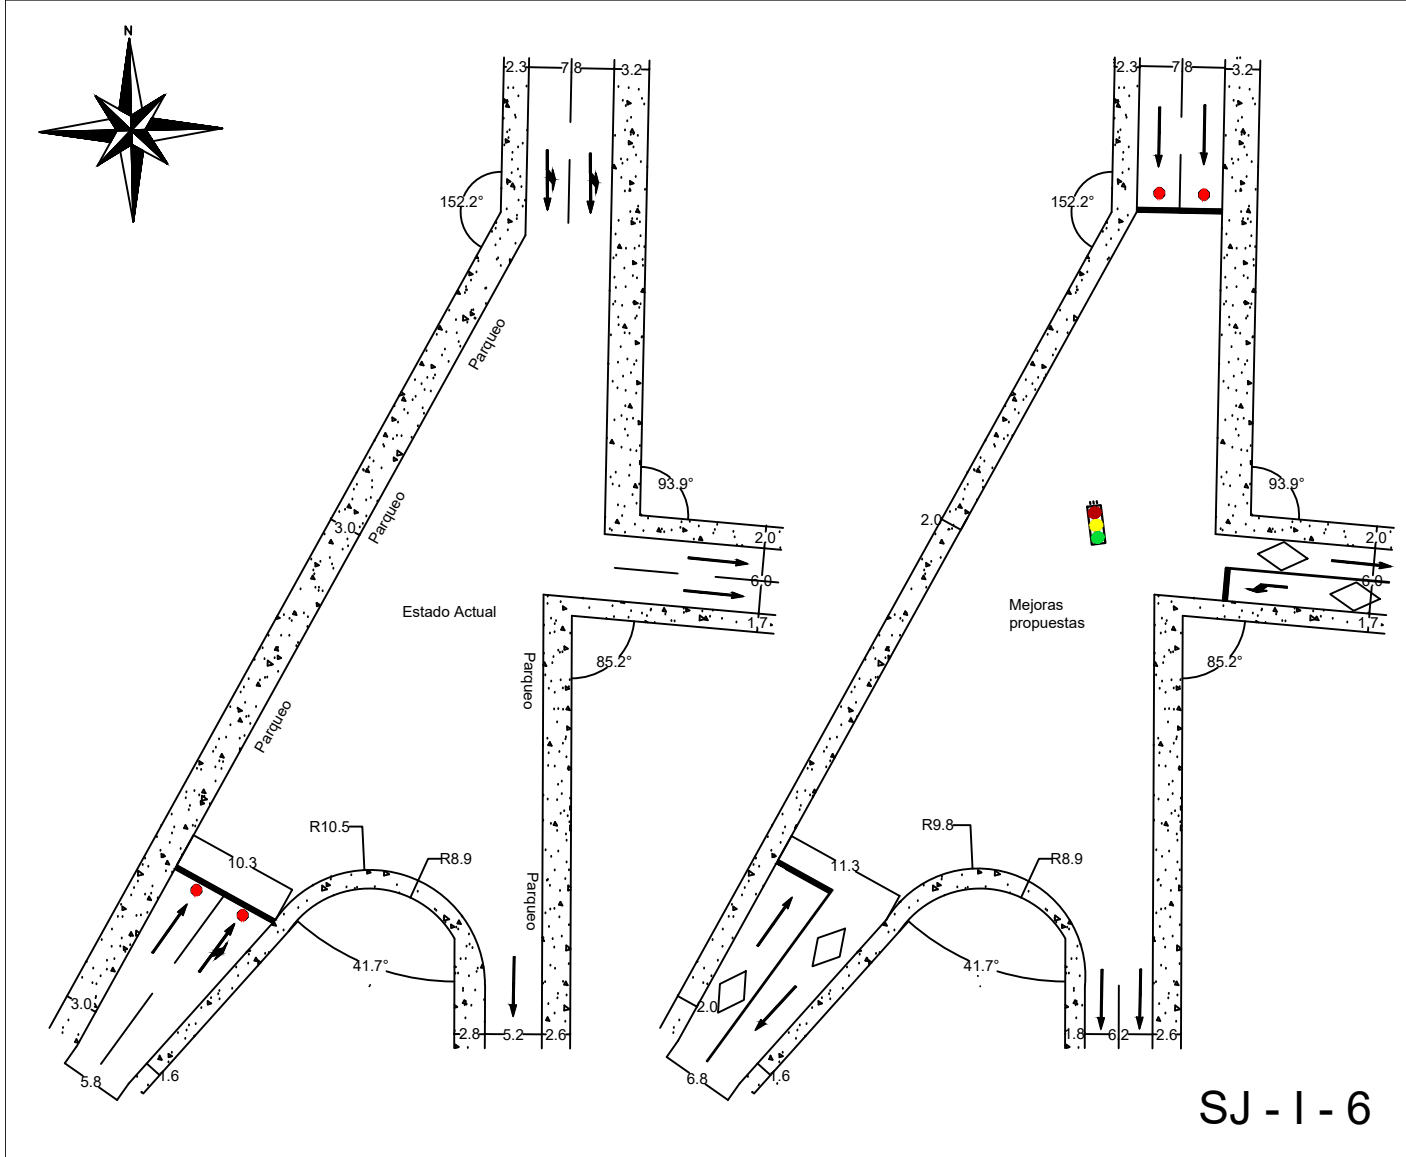 N
2.3
7.8
3.2
2.3
7.8
3.2
152.2°
152.2°
Parqueo
93.9°
93.9°
Parqueo
3.0
2.0
2.0
2.0
6.0
6.0
Estado Actual
Mejoras
propuestas
1.7
1.7
85.2°
85.2°
Parqueo
Parqueo
R10.5
R9.8
10.3
R8.9
11.3
R8.9
Parqueo
41.7°
41.7°
3.0
2.0
2.8
5.2
2.6
1.8
6.2
2.6
5.8
1.6
6.8
1.6
SJ - I - 6